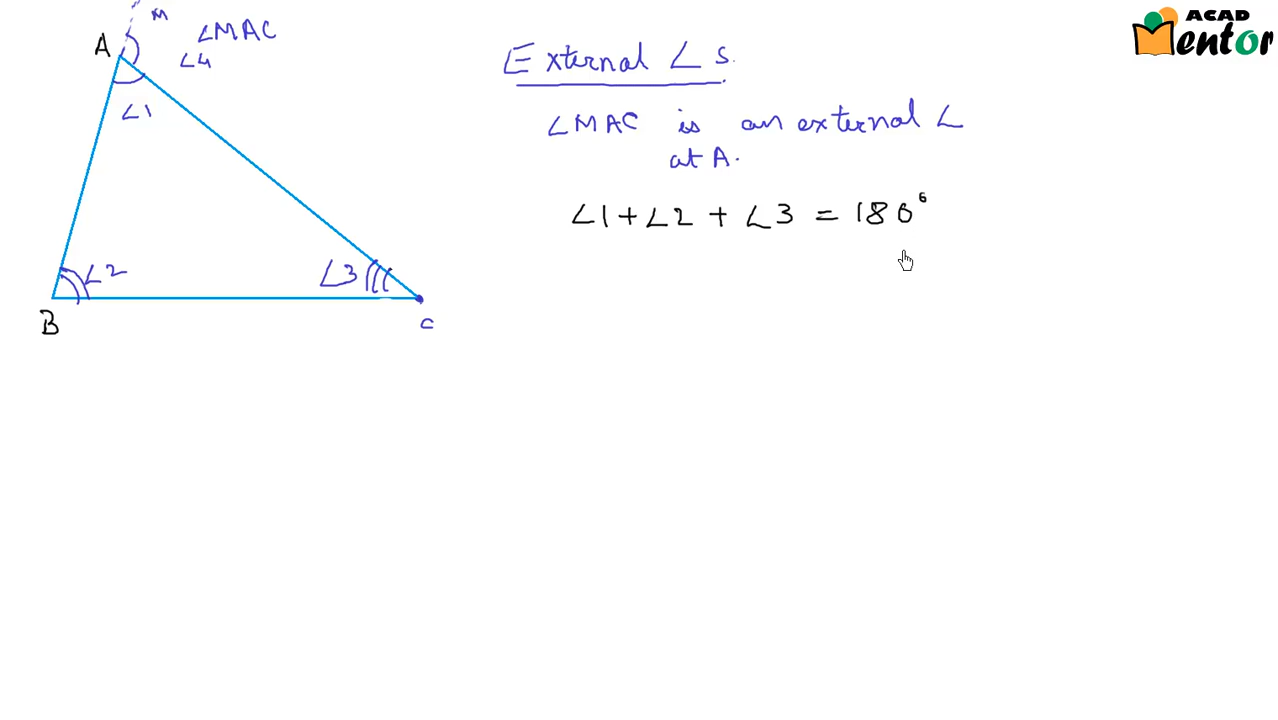 M
A ∠MAC
∠4
∠1
∠2
∠3
B
C
External ∠s.
∠MAC is an external ∠
at A.
∠1 + ∠2 + ∠3 = 180°
ACAD
Mentor